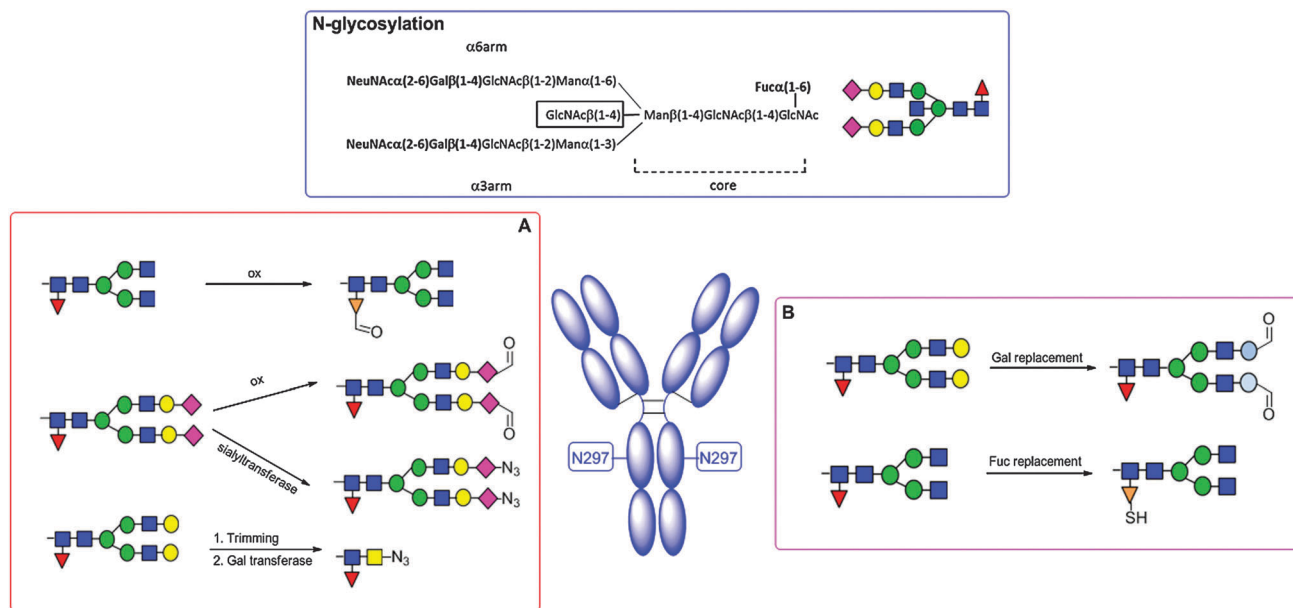 N-glycosylation
α6arm
NeuNAcα(2-6)Galβ(1-4)GlcNAcβ(1-2)Manα(1-6)
Fucα(1-6)
GlcNAcβ(1-4)
Manβ(1-4)GlcNAcβ(1-4)GlcNAc
NeuNAcα(2-6)Galβ(1-4)GlcNAcβ(1-2)Manα(1-3)
α3arm
core
A
ox
O
ox
O
O
sialyltransferase
N3
N3
1. Trimming
2. Gal transferase
N3
N297
N297
B
Gal replacement
O
O
Fuc replacement
SH